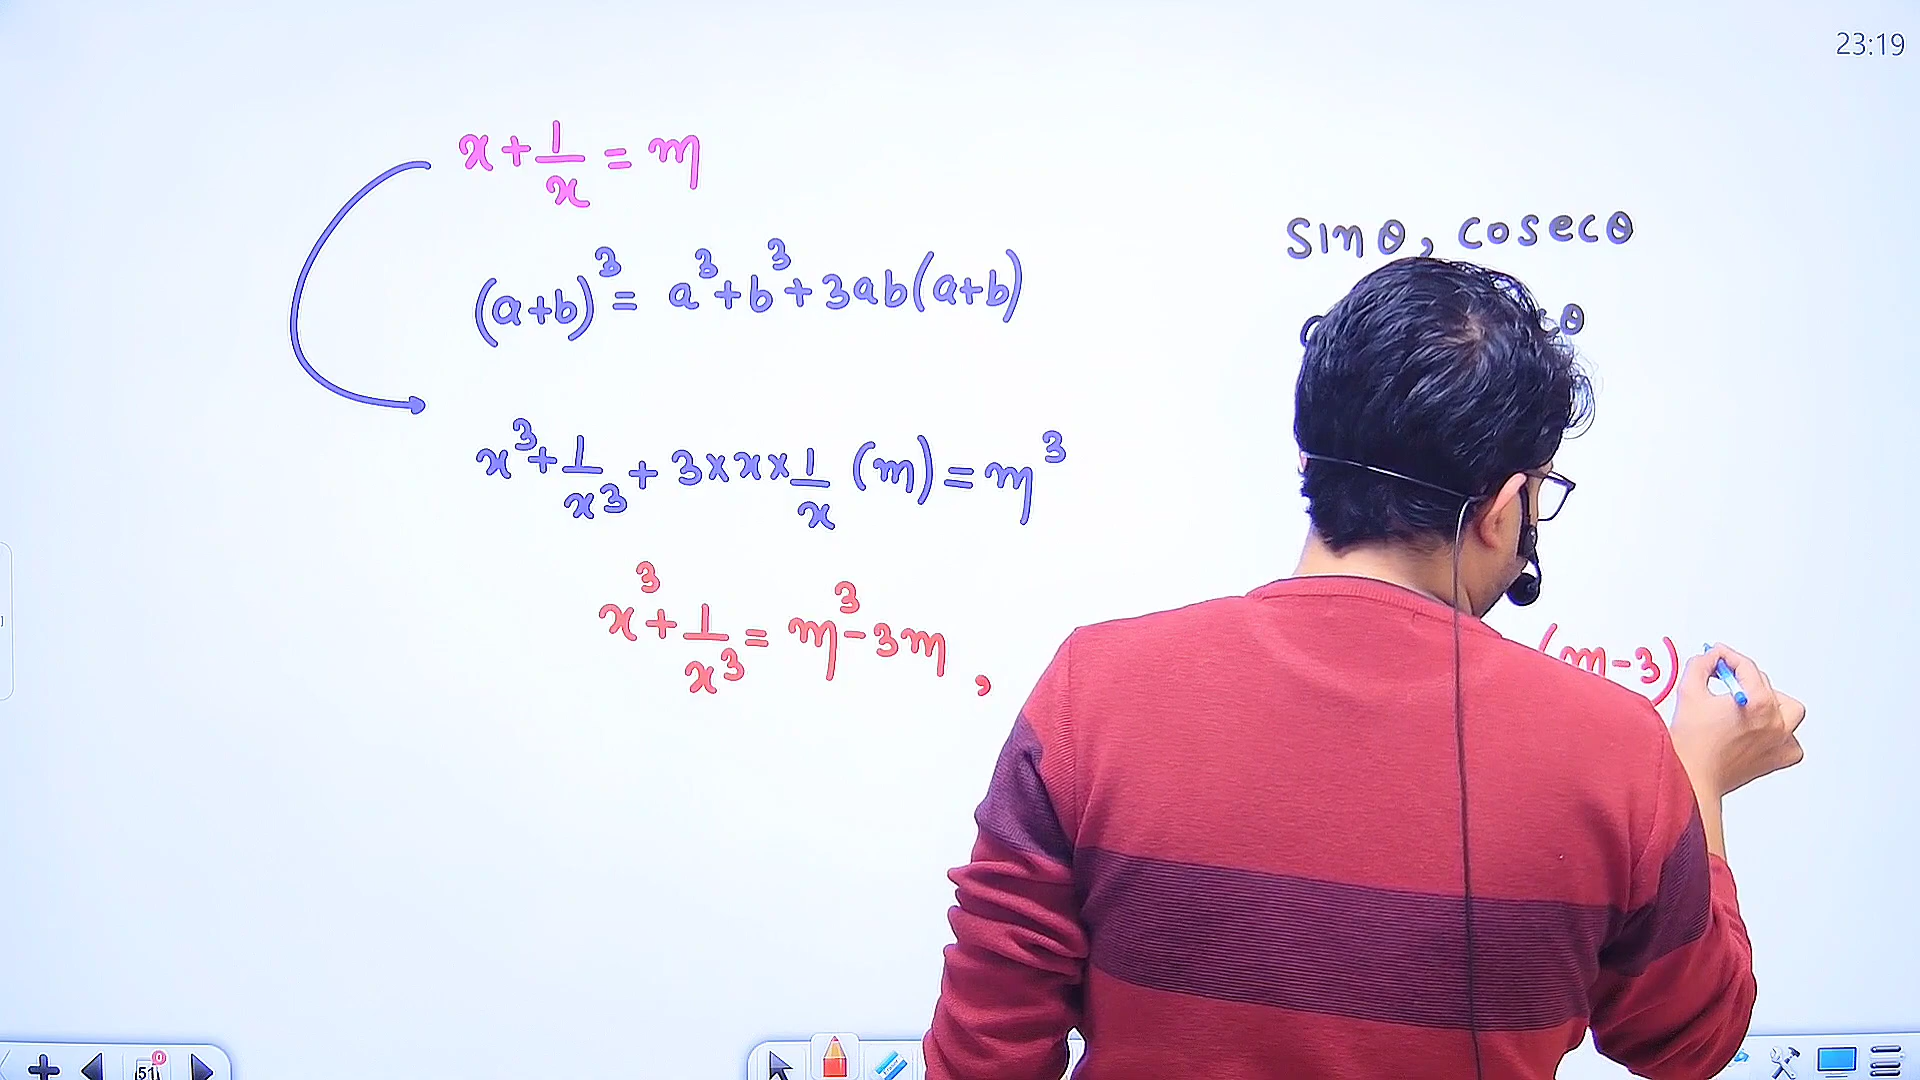 23:19
x + 1/x = m
sinθ, cosecθ
(a+b)³ = a³+b³+3ab(a+b)
θ
x³ + 1/x³ + 3×x×1/x (m) = m³
x³ + 1/x³ = m³-3m ,
(m-3)
51